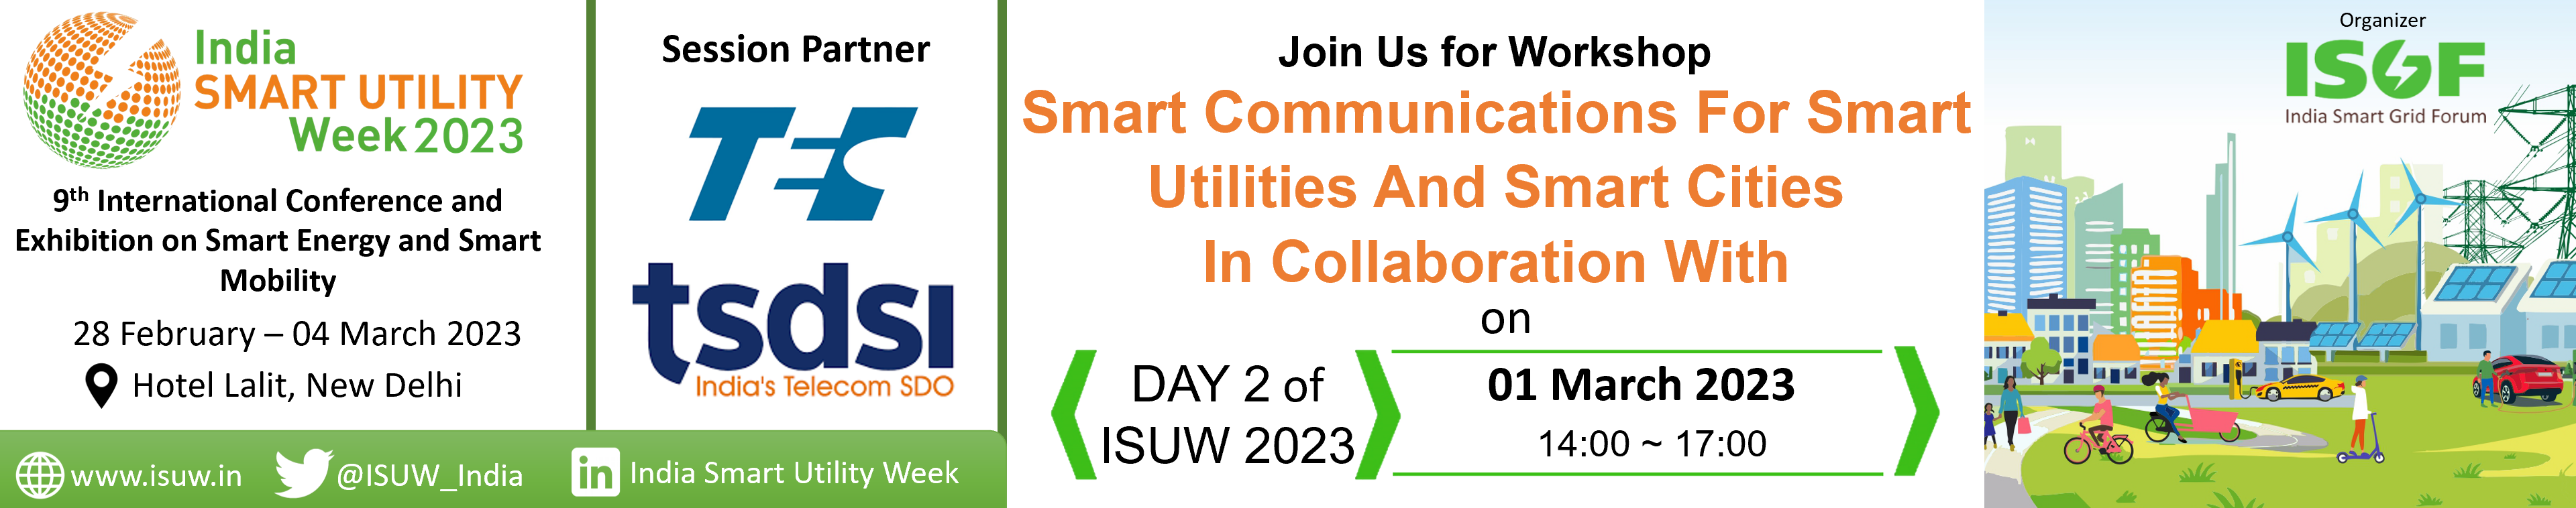 India
SMART UTILITY
Week 2023
9th International Conference and
Exhibition on Smart Energy and Smart
Mobility
28 February – 04 March 2023
Hotel Lalit, New Delhi
www.isuw.in
@ISUW_India
in
India Smart Utility Week
Session Partner
TEC
tsdsi
India's Telecom SDO
Join Us for Workshop
Smart Communications For Smart
Utilities And Smart Cities
In Collaboration With
on
DAY 2 of
ISUW 2023
01 March 2023
14:00 ~ 17:00
Organizer
ISGF
India Smart Grid Forum